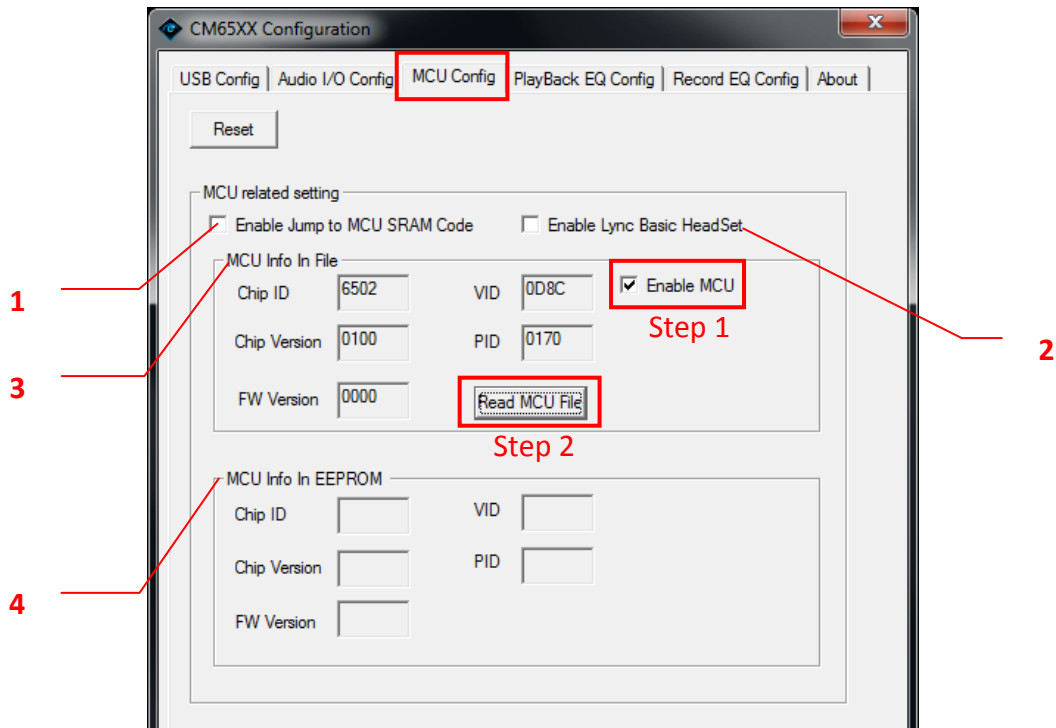 CM65XX Configuration
x
USB Config Audio I/O Config MCU Config PlayBack EQ Config Record EQ Config About
Reset
MCU related setting
Enable Jump to MCU SRAM Code Enable Lync Basic HeadSet
MCU Info In File
Chip ID 6502 VID 0D8C Enable MCU
1
Step 1
Chip Version 0100 PID 0170
2
3
FW Version 0000 Read MCU File
Step 2
MCU Info In EEPROM
Chip ID VID
Chip Version PID
4
FW Version